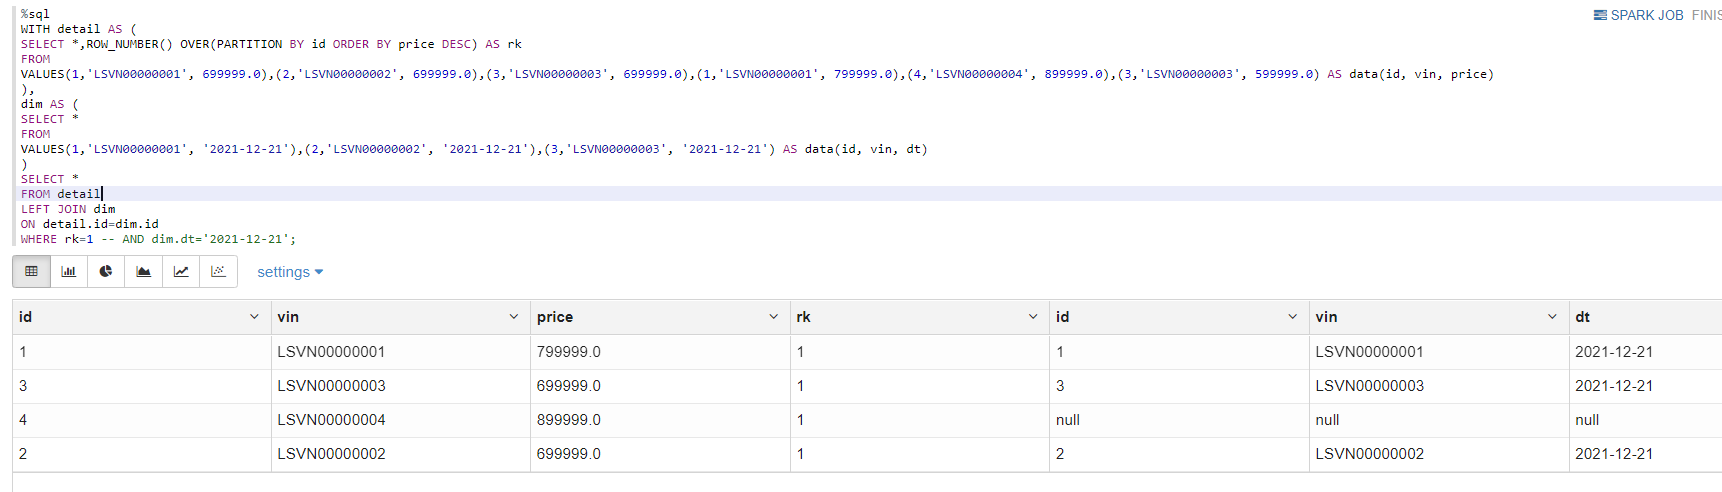 %sql
SPARK JOB FINIS
WITH detail AS (
SELECT *,ROW_NUMBER() OVER(PARTITION BY id ORDER BY price DESC) AS rk
FROM
VALUES(1,'LSVN00000001', 699999.0),(2,'LSVN00000002', 699999.0),(3,'LSVN00000003', 699999.0),(1,'LSVN00000001', 799999.0),(4,'LSVN00000004', 899999.0),(3,'LSVN00000003', 599999.0) AS data(id, vin, price)
),
dim AS (
SELECT *
FROM
VALUES(1,'LSVN00000001', '2021-12-21'),(2,'LSVN00000002', '2021-12-21'),(3,'LSVN00000003', '2021-12-21') AS data(id, vin, dt)
)
SELECT *
FROM detail
LEFT JOIN dim
ON detail.id=dim.id
WHERE rk=1 -- AND dim.dt='2021-12-21';
settings
id vin price rk id vin dt
1 LSVN00000001 799999.0 1 1 LSVN00000001 2021-12-21
3 LSVN00000003 699999.0 1 3 LSVN00000003 2021-12-21
4 LSVN00000004 899999.0 1 null null null
2 LSVN00000002 699999.0 1 2 LSVN00000002 2021-12-21